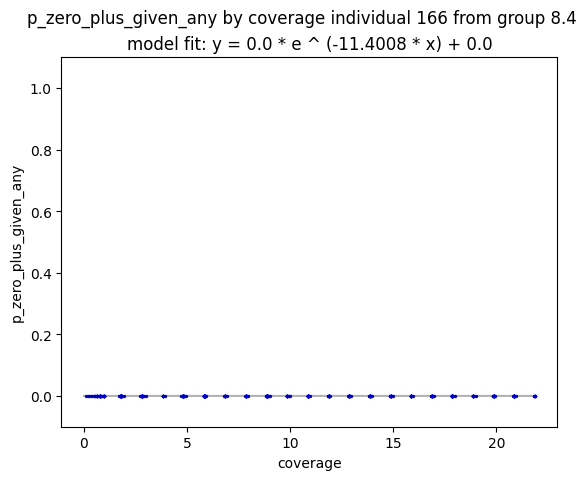 p_zero_plus_given_any by coverage individual 166 from group 8.4
model fit: y = 0.0 * e ^ (-11.4008 * x) + 0.0
1.0
0.8
0.6
0.4
0.2
0.0
p_zero_plus_given_any
0 5 10 15 20
coverage